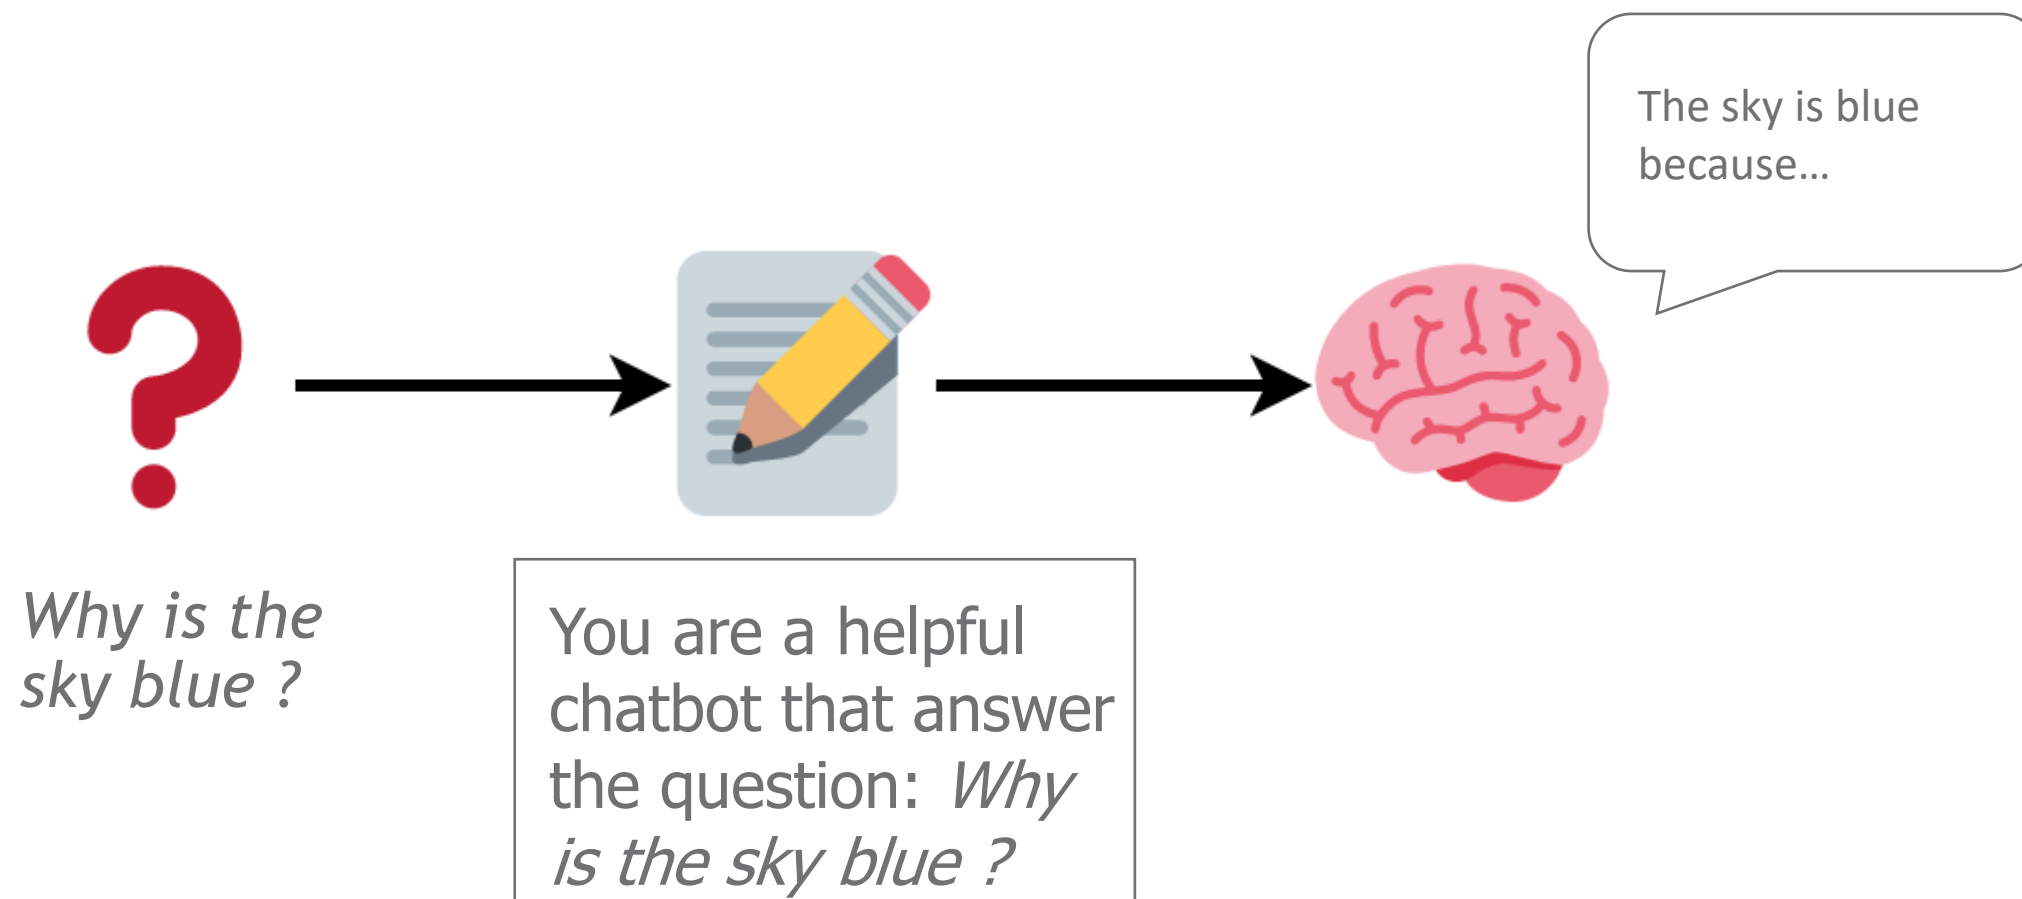 The sky is blue
because…
Why is the
sky blue ?
You are a helpful
chatbot that answer
the question: Why
is the sky blue ?